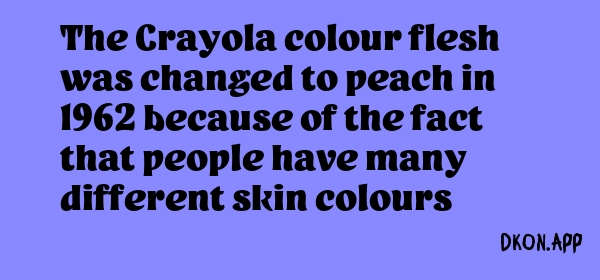 The Crayola colour flesh
was changed to peach in
1962 because of the fact
that people have many
different skin colours
DKON.APP